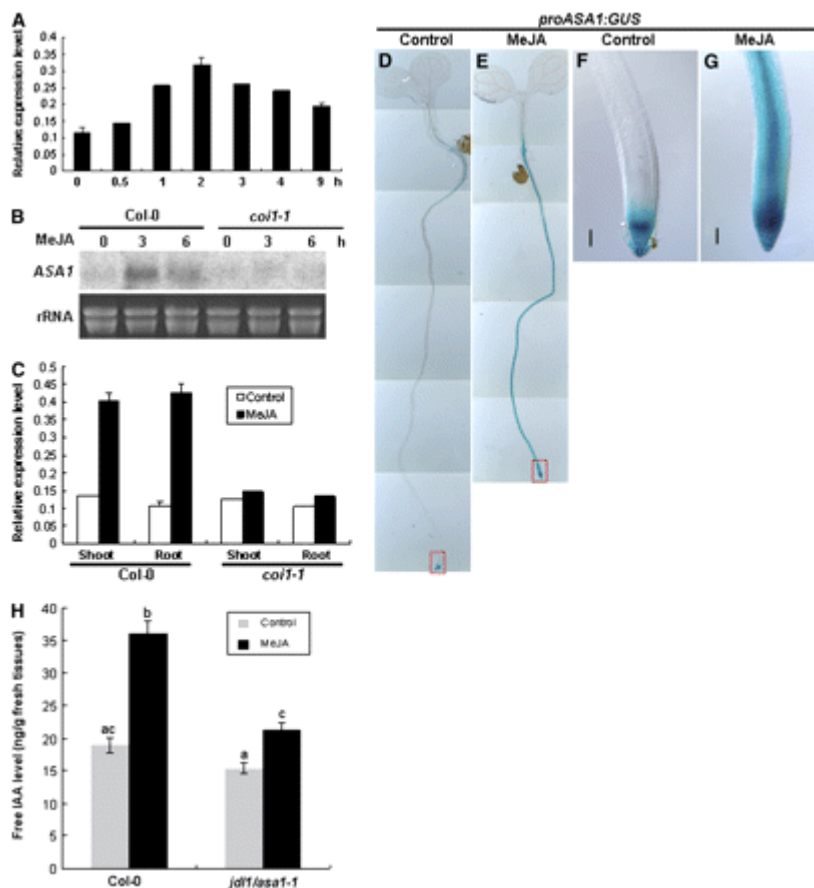 A
Relative expression level
0.35
0.3
0.25
0.2
0.15
0.1
0.05
0
0 0.5 1 2 3 4 9 h
B
Col-0 coi1-1
MeJA 0 3 6 0 3 6 h
ASA1
rRNA
C
Relative expression level
0.5
0.45
0.4
0.35
0.3
0.25
0.2
0.15
0.1
0.05
0
Control
MeJA
Shoot Root Shoot Root
Col-0 coi1-1
proASA1:GUS
Control MeJA Control MeJA
D E F G
H
Free IAA level (ng/g fresh tissues)
40
35
30
25
20
15
10
5
0
Control
MeJA
ac b a c
Col-0 jdl1/asa1-1